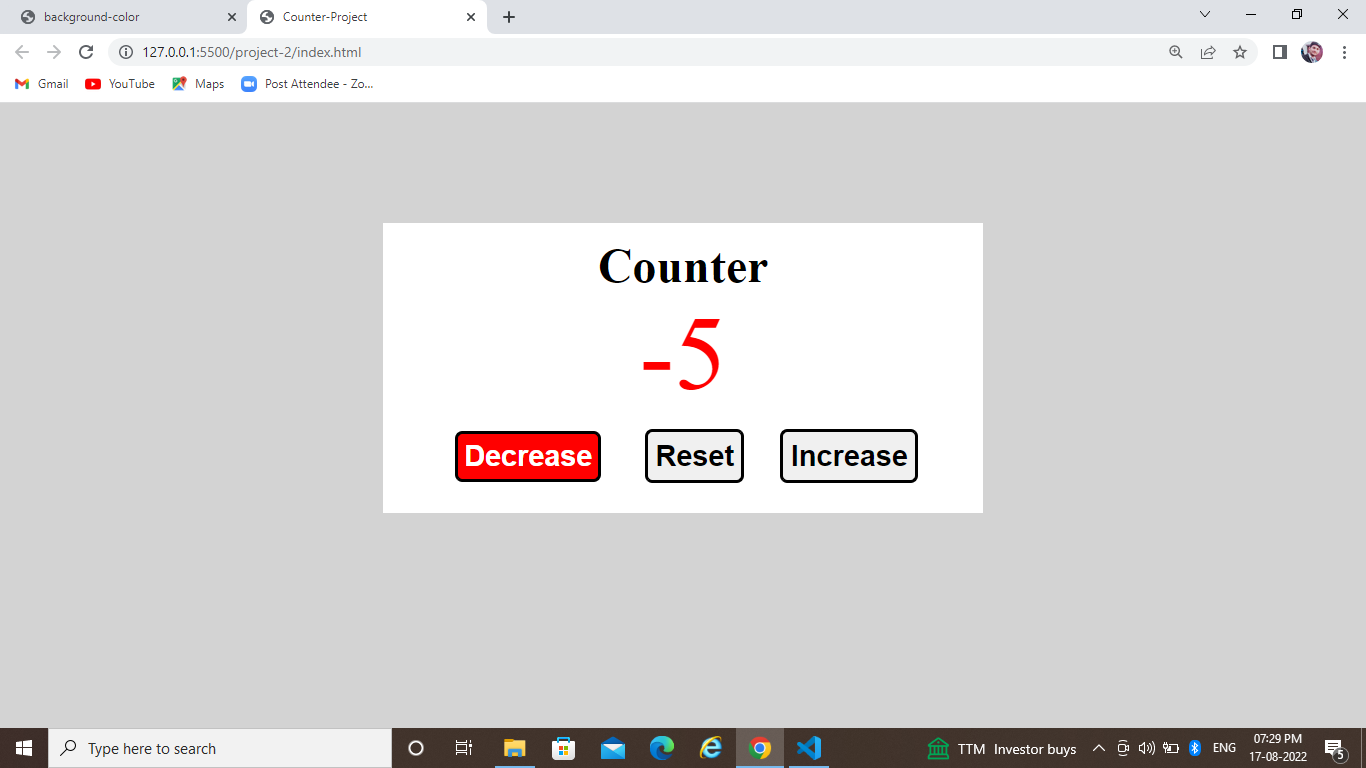 background-color
Counter-Project
127.0.0.1:5500/project-2/index.html
Gmail YouTube Maps Post Attendee - Zo...
Counter
-5
Decrease Reset Increase
Type here to search
TTM Investor buys
ENG
07:29 PM
17-08-2022
5